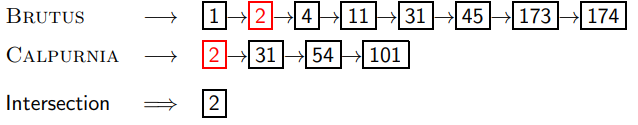 BRUTUS ⟶ 1 → 2 → 4 → 11 → 31 → 45 → 173 → 174
CALPURNIA ⟶ 2 → 31 → 54 → 101
Intersection ⟹ 2